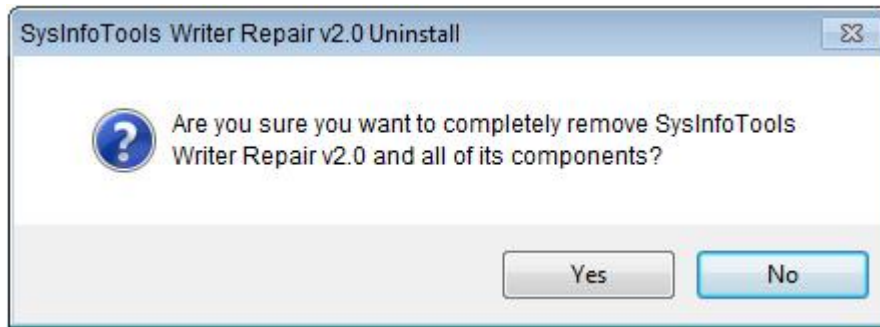 SysInfoTools Writer Repair v2.0 Uninstall
Are you sure you want to completely remove SysInfoTools
Writer Repair v2.0 and all of its components?
Yes
No